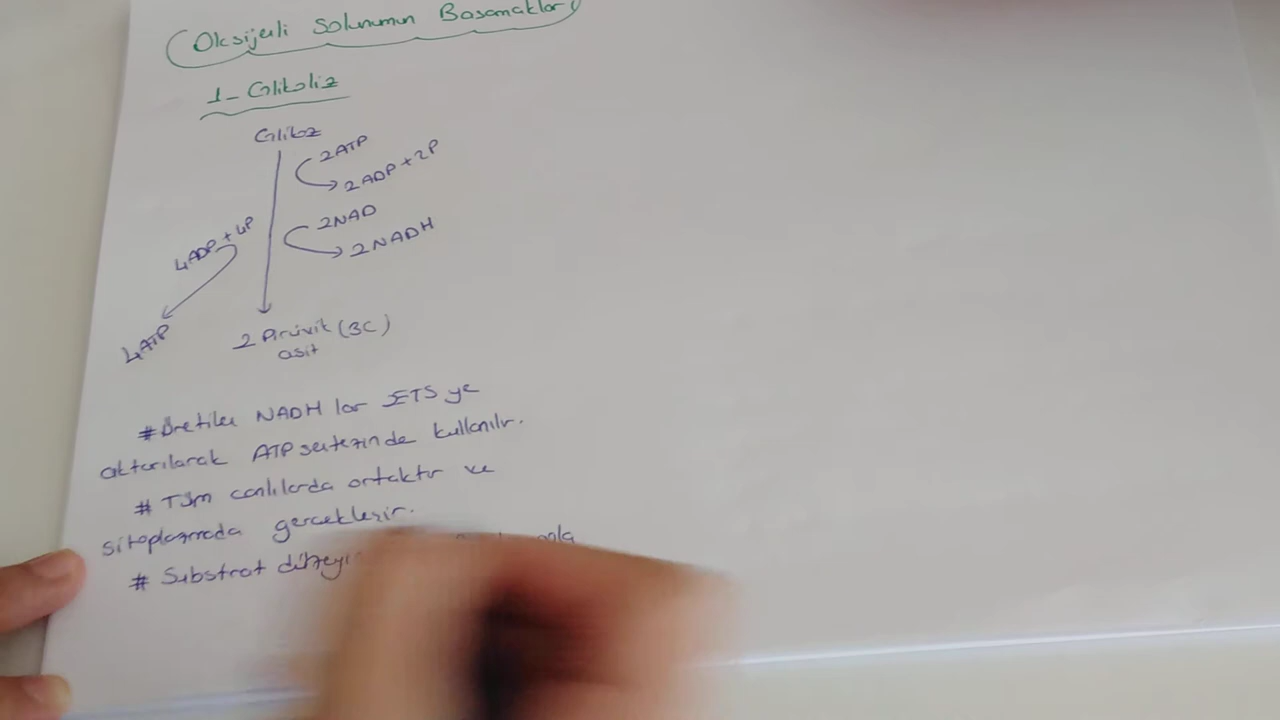 Oksijenli Solunumun Basamakları
1- Glikoliz
Glikoz
2ATP
2ADP+2P
2NAD
2NADH
4ADP+4P
4ATP
2 Pirüvik (3C)
asit
# Üretilen NADH lar ETS ye
aktarılarak ATP sentezinde kullanılır.
# Tüm canlılarda ortaktır ve
sitoplazmada gerçekleşir.
# Substrat